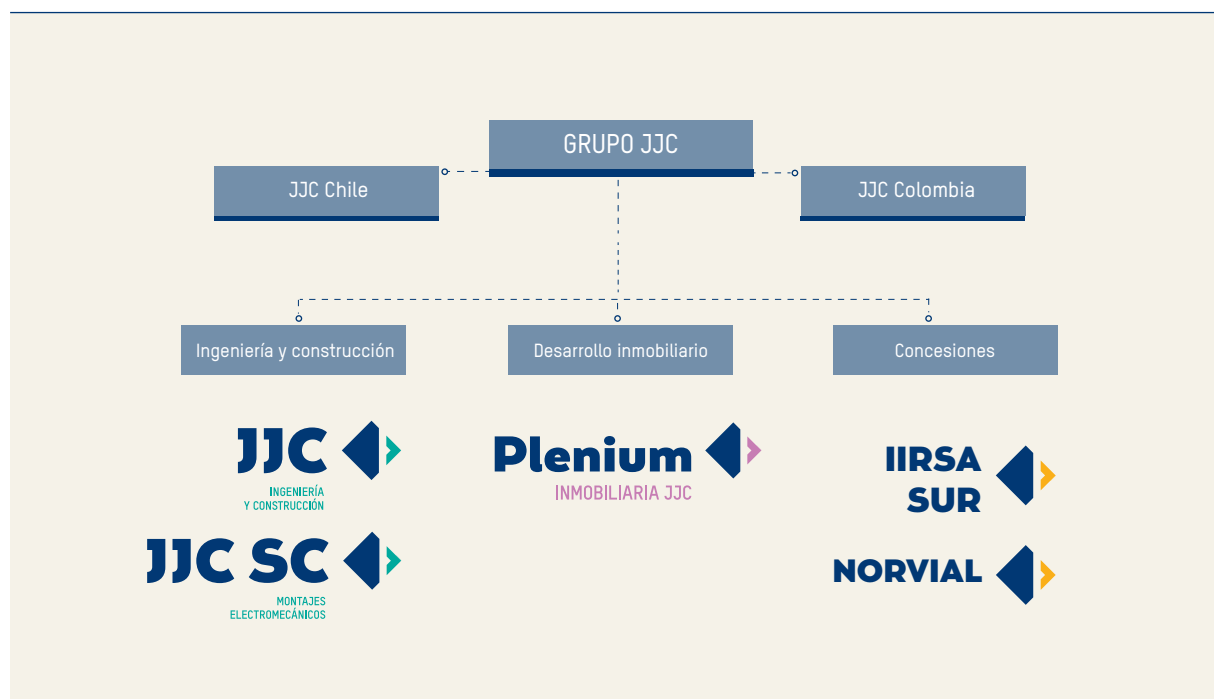 GRUPO JJC
JJC Chile
JJC Colombia
Ingeniería y construcción
Desarrollo inmobiliario
Concesiones
JJC
INGENIERÍA
Y CONSTRUCCIÓN
JJC SC
MONTAJES
ELECTROMECÁNICOS
Plenium
INMOBILIARIA JJC
IIRSA
SUR
NORVIAL